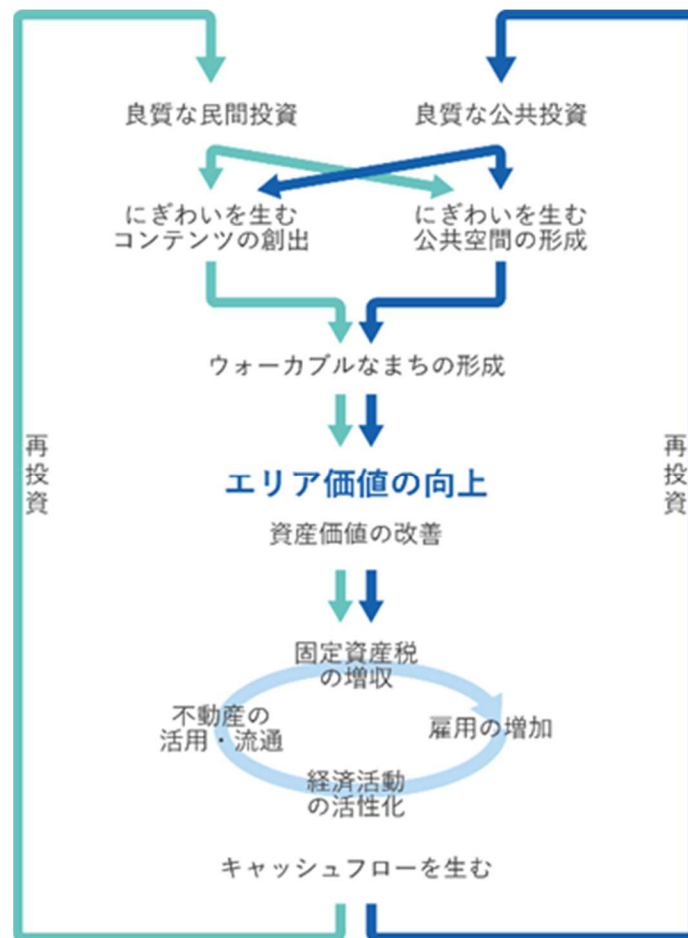 良質な民間投資
良質な公共投資
にぎわいを生む
コンテンツの創出
にぎわいを生む
公共空間の形成
ウォーカブルなまちの形成
再投資
再投資
エリア価値の向上
資産価値の改善
固定資産税
の増収
不動産の
活用・流通
雇用の増加
経済活動
の活性化
キャッシュフローを生む